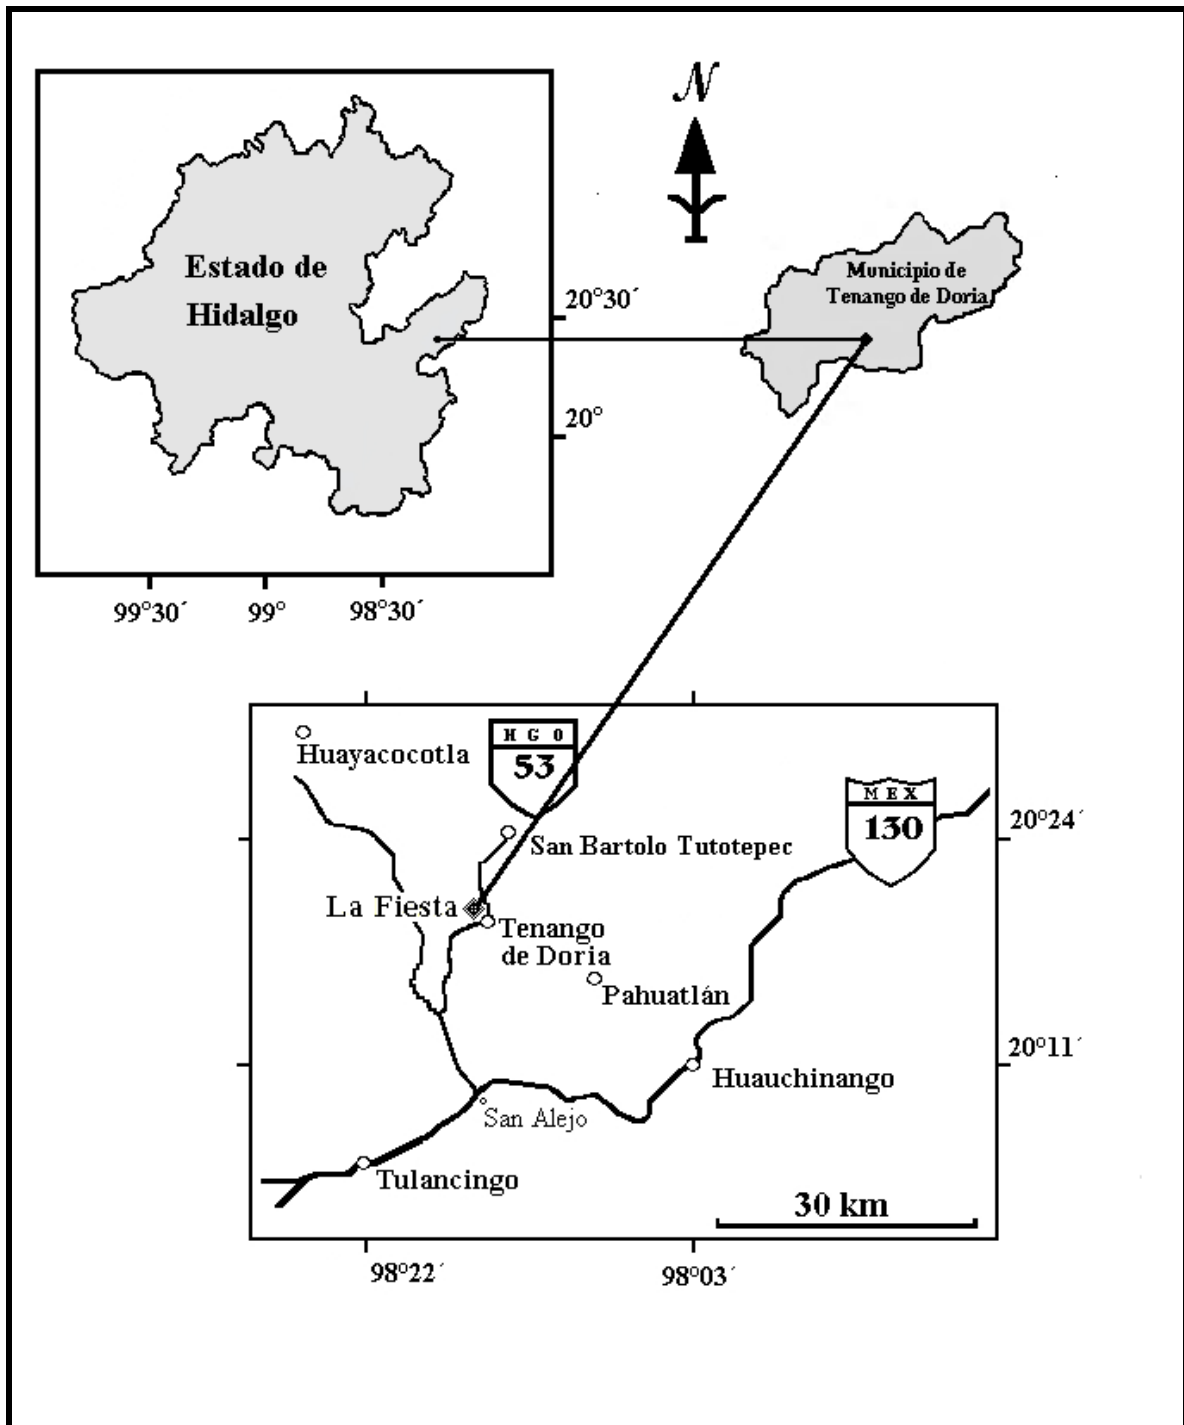 N
Estado de
Hidalgo
20°30´
20°
99°30´
99°
98°30´
Municipio de
Tenango de Doria
Huayacocotla
H G O
53
MEX
130
20°24´
San Bartolo Tutotepec
La Fiesta
Tenango
de Doria
Pahuatlán
20°11´
Huauchinango
San Alejo
Tulancingo
30 km
98°22´
98°03´